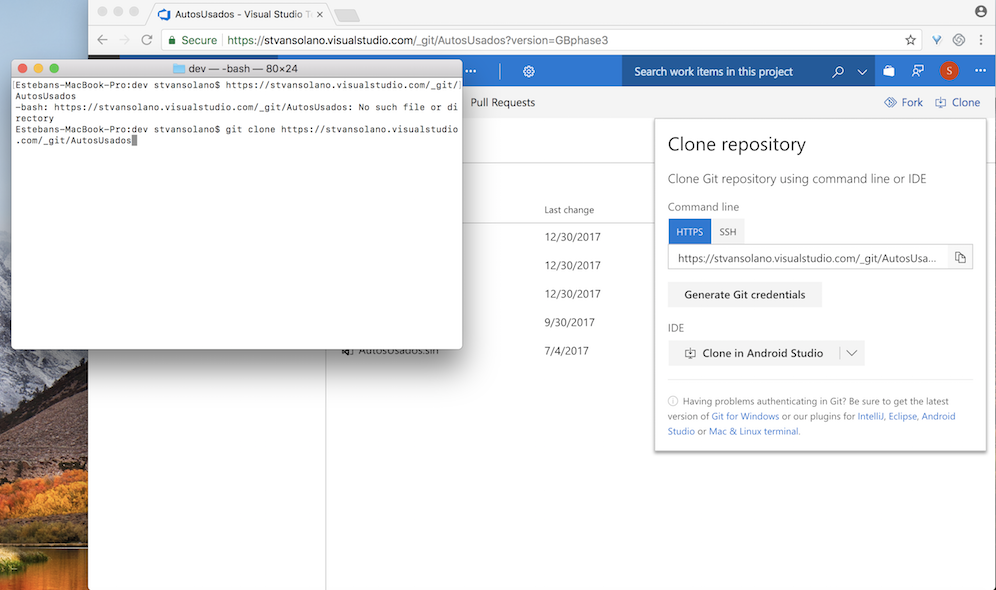 AutosUsados - Visual Studio T
Secure
https://stvansolano.visualstudio.com/_git/AutosUsados?version=GBphase3
dev — -bash — 80×24
Estebans-MacBook-Pro:dev stvansolano$ https://stvansolano.visualstudio.com/_git/
AutosUsados
-bash: https://stvansolano.visualstudio.com/_git/AutosUsados: No such file or di
rectory
Estebans-MacBook-Pro:dev stvansolano$ git clone https://stvansolano.visualstudio
.com/_git/AutosUsados
Search work items in this project
S
Pull Requests
Fork
Clone
Last change
12/30/2017
12/30/2017
12/30/2017
9/30/2017
AutosUsados.sln
7/4/2017
Clone repository
Clone Git repository using command line or IDE
Command line
HTTPS
SSH
https://stvansolano.visualstudio.com/_git/AutosUsa...
Generate Git credentials
IDE
Clone in Android Studio
Having problems authenticating in Git? Be sure to get the latest
version of Git for Windows or our plugins for IntelliJ, Eclipse, Android
Studio or Mac & Linux terminal.